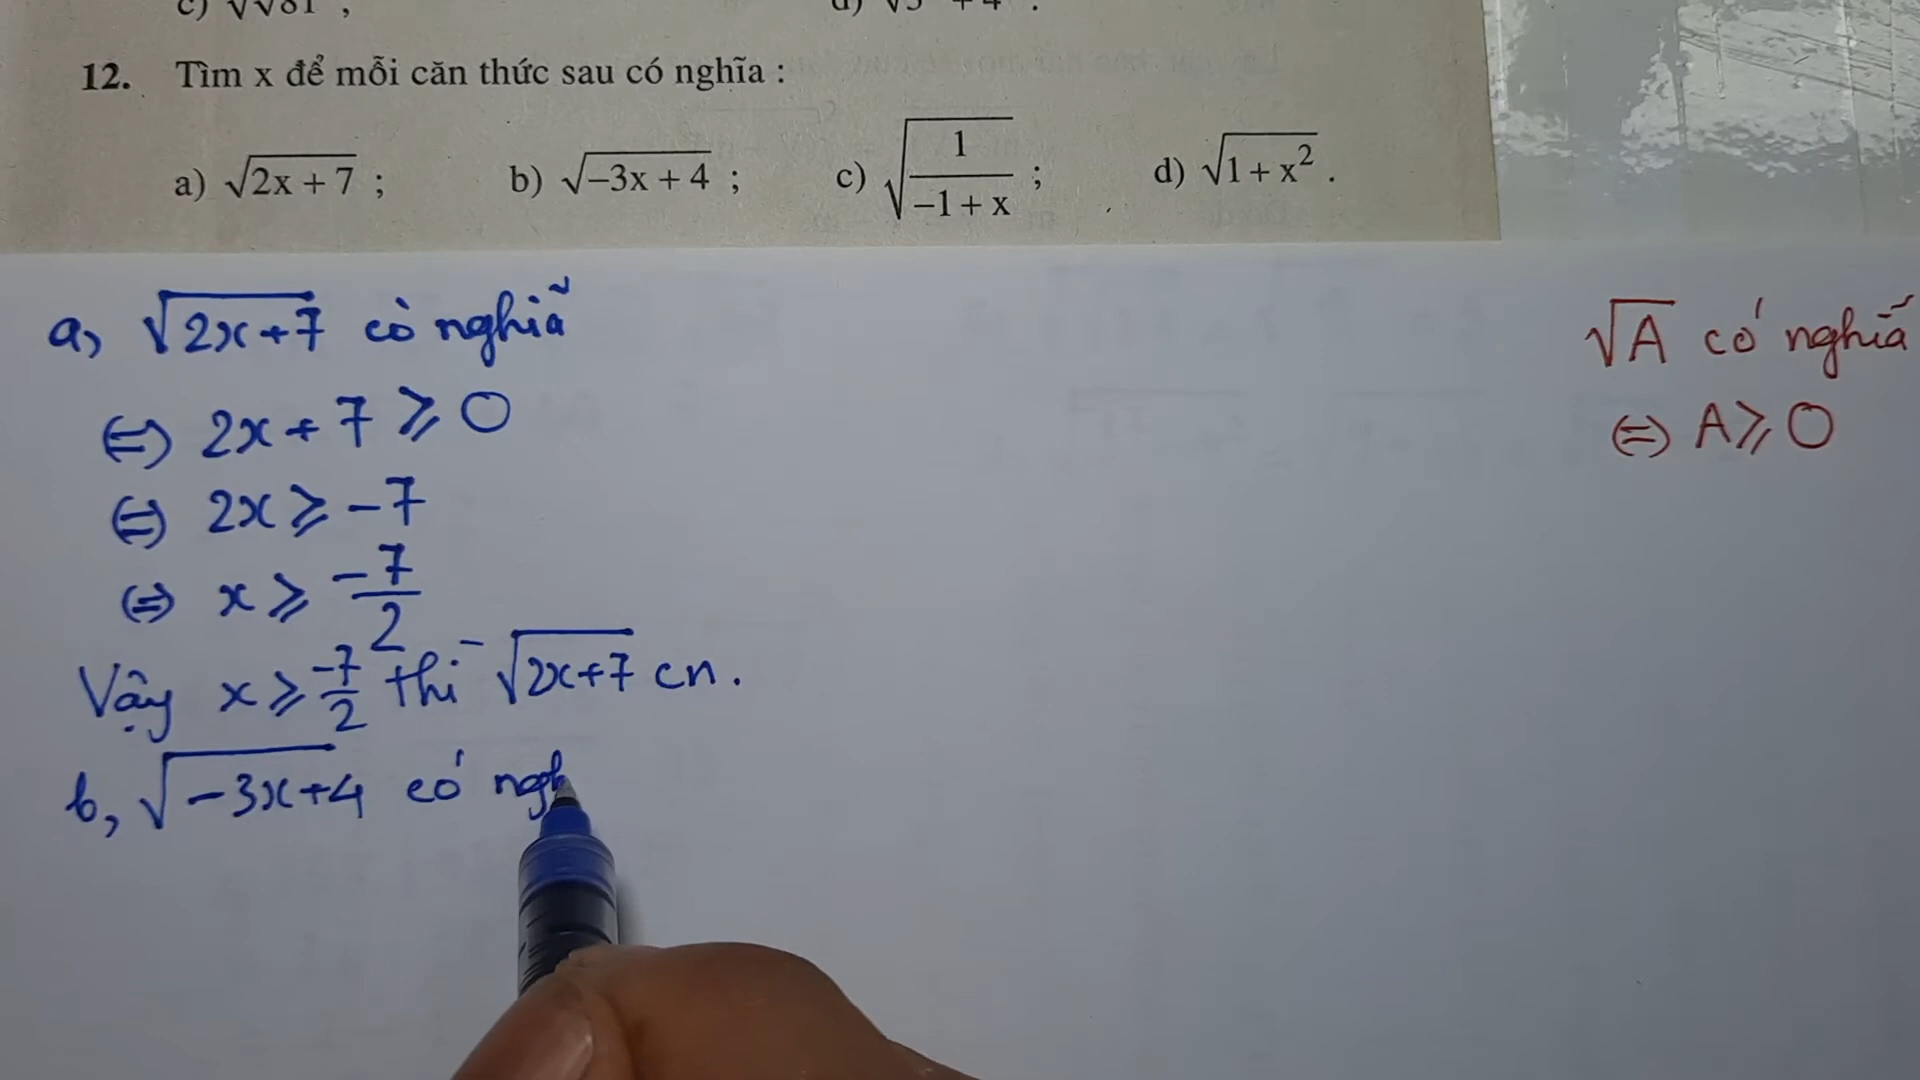 c) √√81 ;
12. Tìm x để mỗi căn thức sau có nghĩa :
a) √(2x + 7) ; b) √(−3x + 4) ; c) √(1/(−1 + x)) ; d) √(1 + x²) .
a, √(2x+7) có nghĩa
⇔ 2x + 7 ⩾ 0
⇔ 2x ⩾ -7
⇔ x ⩾ -7/2
Vậy x ⩾ -7/2 thì √(2x+7) cn.
b, √(-3x+4) có ngh
√A có nghĩa
⇔ A ⩾ 0